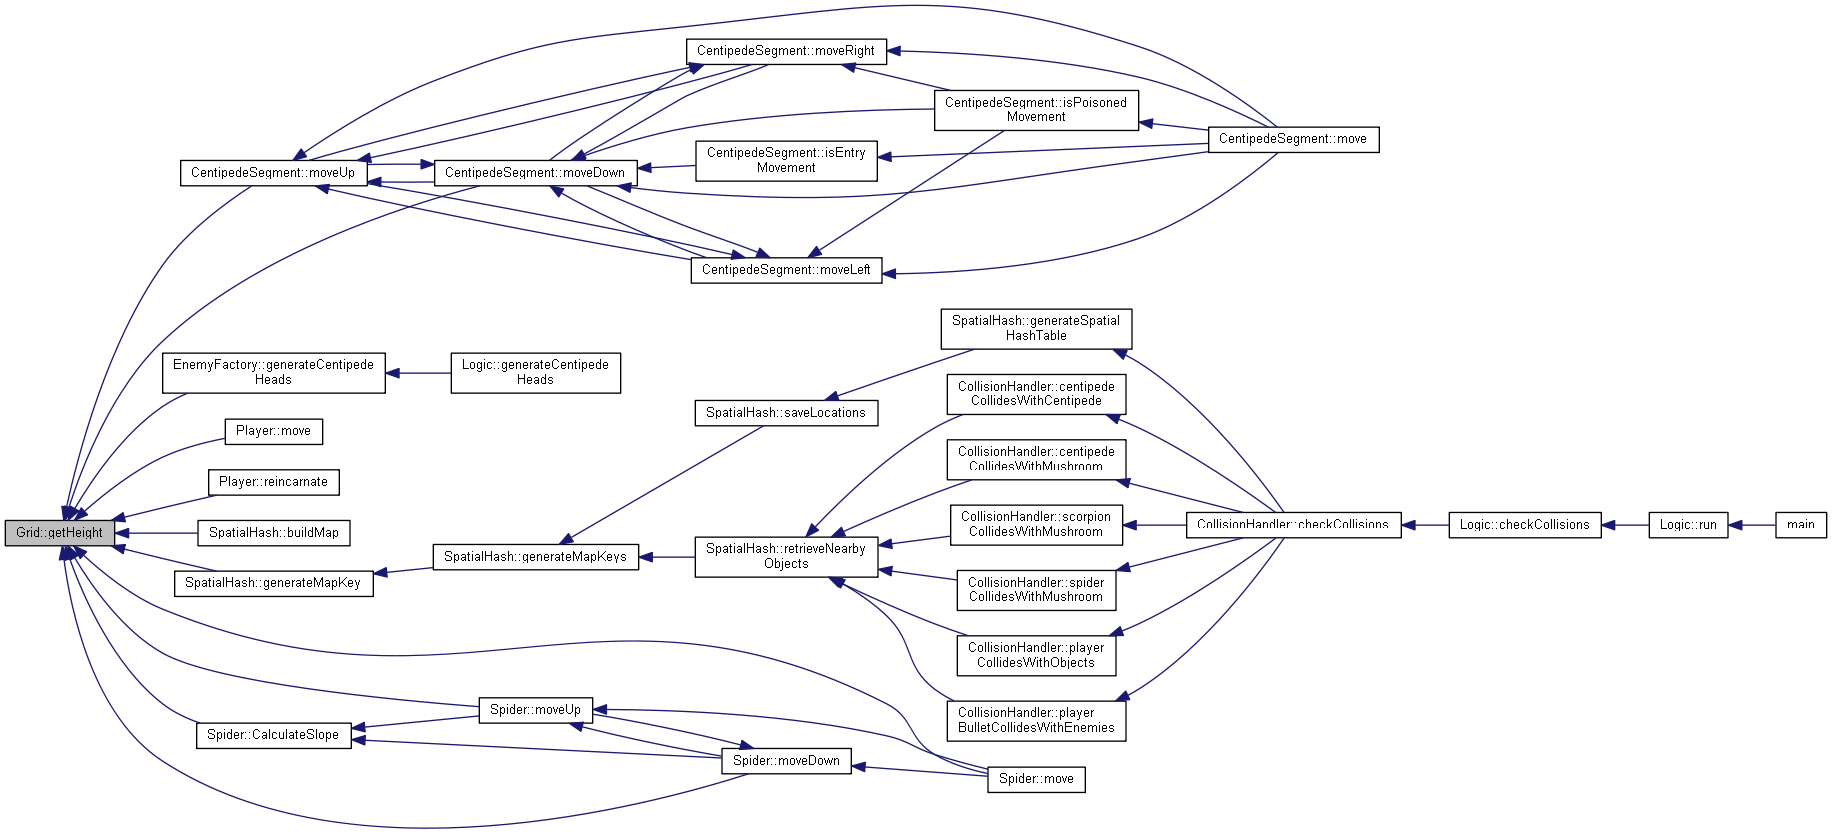 CentipedeSegment::moveRight
CentipedeSegment::isPoisoned
Movement
CentipedeSegment::move
CentipedeSegment::isEntry
Movement
CentipedeSegment::moveUp
CentipedeSegment::moveDown
CentipedeSegment::moveLeft
SpatialHash::generateSpatial
HashTable
EnemyFactory::generateCentipede
Heads
Logic::generateCentipede
Heads
CollisionHandler::centipede
CollidesWithCentipede
SpatialHash::saveLocations
Player::move
CollisionHandler::centipede
CollidesWithMushroom
Player::reincarnate
CollisionHandler::scorpion
CollidesWithMushroom
Grid::getHeight
SpatialHash::buildMap
CollisionHandler::checkCollisions
Logic::checkCollisions
Logic::run
main
SpatialHash::generateMapKeys
SpatialHash::retrieveNearby
Objects
SpatialHash::generateMapKey
CollisionHandler::spider
CollidesWithMushroom
CollisionHandler::player
CollidesWithObjects
Spider::moveUp
CollisionHandler::player
BulletCollidesWithEnemies
Spider::CalculateSlope
Spider::moveDown
Spider::move